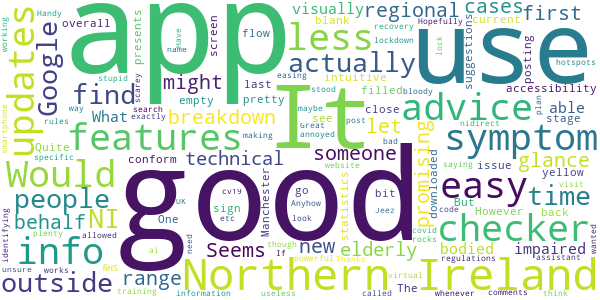 app
use
good
It
Northern Ireland
easy
symptom
checker
advice
features
info
Would
less
actually
updates
Google
find
might
outside
people
behalf
NI
range
Seems
technical
someone
breakdown
regional
cases
first
visually
time
glance
impaired
bodied
elderly
new
let
promising
downloaded
able
stage
posting
accessibility
suggestions
current
blank
presents
screen
flow
intuitive
filled
overall
name
Handy
working
stupid
scarey
have
recovery
lockdown
easing
stood
lock
hotspots
empty
last
pretty
bloody
What
search
exactly
making
maybe
see
Great
annoyed
close
post
bad
plan
nidirect
smartphone
way
rules
Quite
specific
conform
Manchester
statistics
website
saying
issue
yellow
visit
code
But
However
back
UK
cv19
go
bit
Anyhow
look
Jeez
sign
etc
One
plenty
allowed
identifying
unsure
works
NHS
ai
need
though
If
powerful
Thanks
covid
rocks
regulations
assistant
wanted
The
training
information
useless
called
virtual
whenever
comments
think